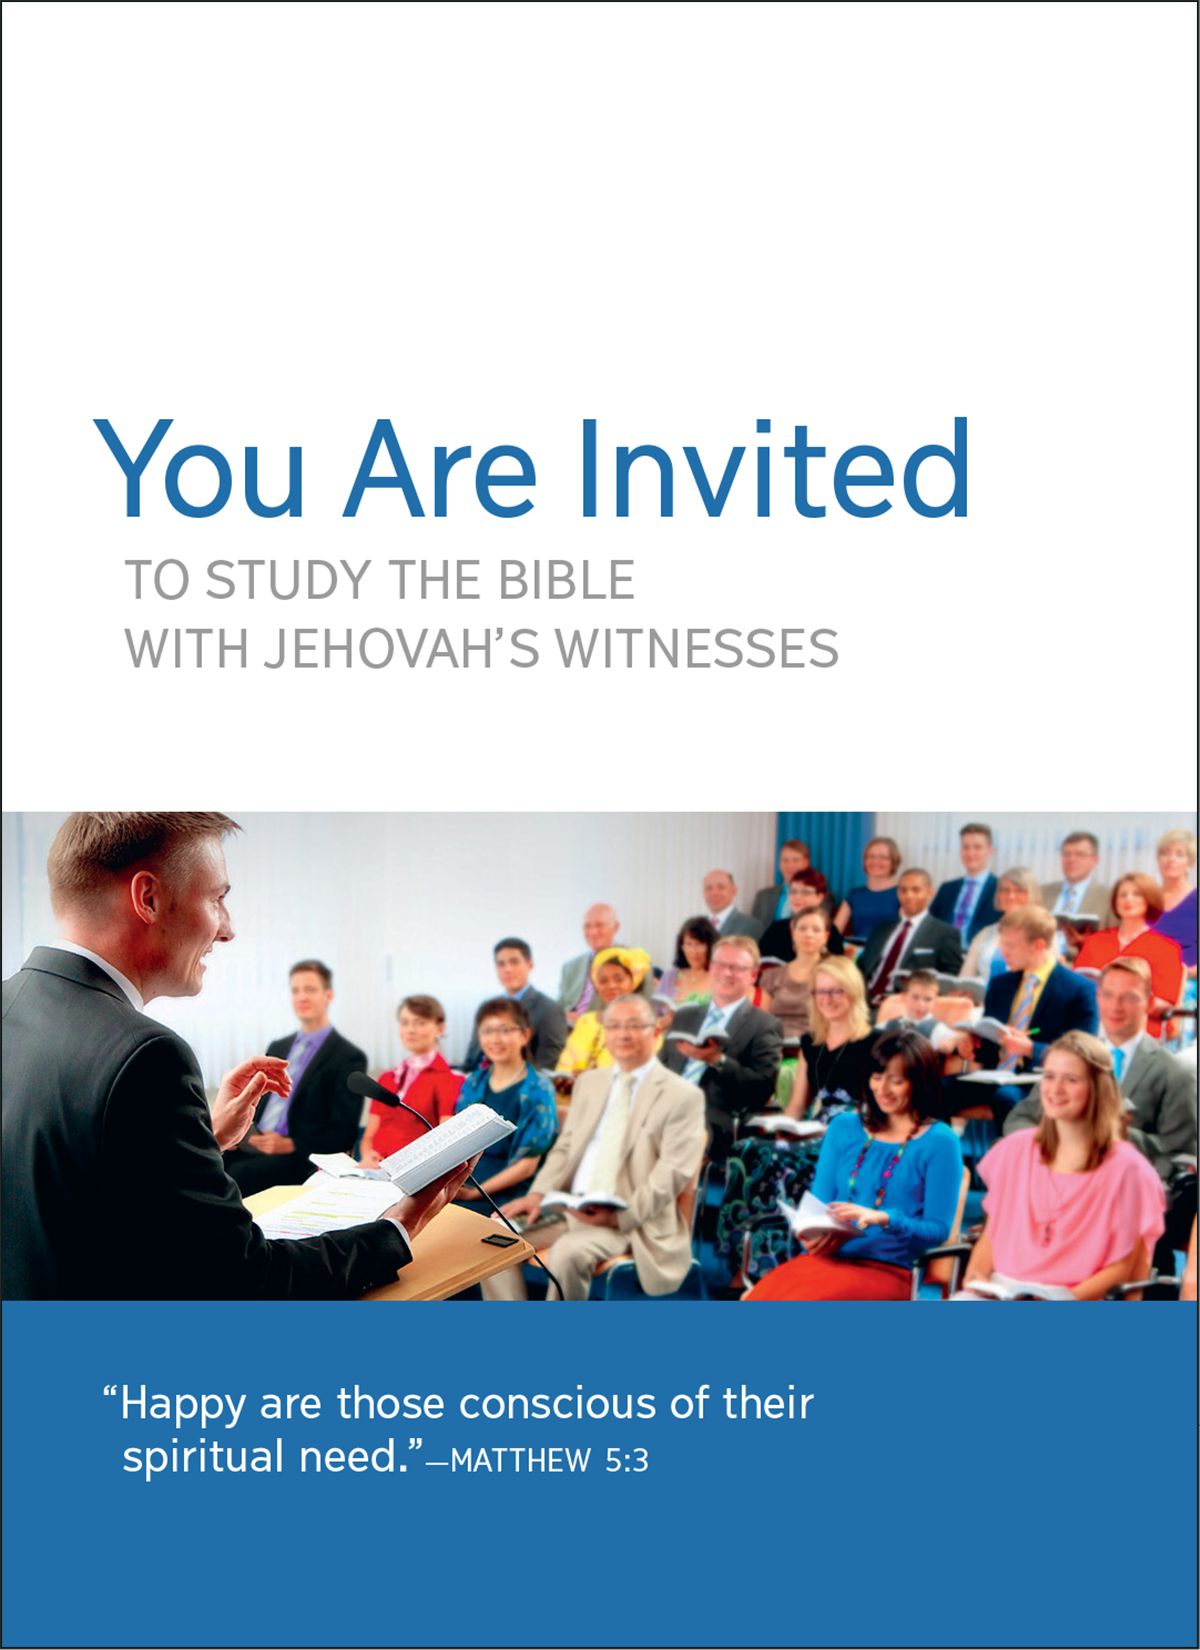 You Are Invited
TO STUDY THE BIBLE
WITH JEHOVAH’S WITNESSES
“Happy are those conscious of their
spiritual need.”—MATTHEW 5:3